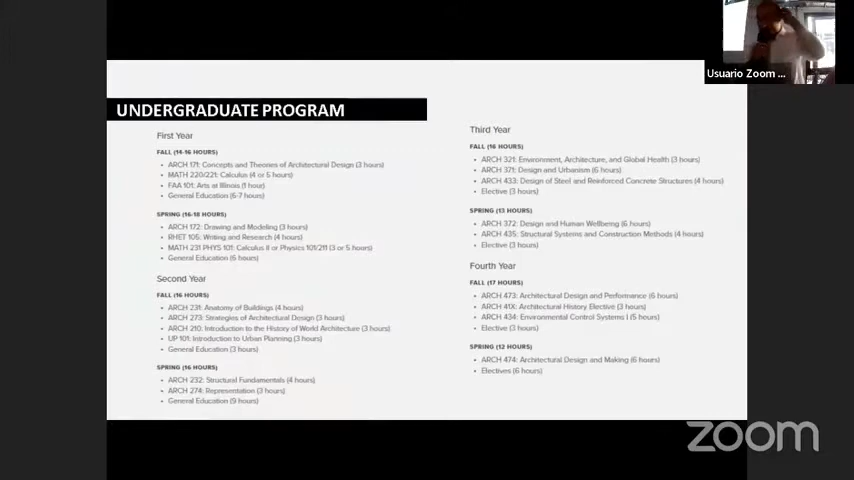 Usuario Zoom ...
UNDERGRADUATE PROGRAM
First Year
FALL (14-16 HOURS)
• ARCH 171: Concepts and Theories of Architectural Design (3 hours)
• MATH 220/221: Calculus (4 or 5 hours)
• FAA 101: Arts at Illinois (1 hour)
• General Education (6-7 hours)
SPRING (16-18 HOURS)
• ARCH 172: Drawing and Modeling (3 hours)
• RHET 105: Writing and Research (4 hours)
• MATH 231 PHYS 101: Calculus II or Physics 101/211 (3 or 5 hours)
• General Education (6 hours)
Second Year
FALL (16 HOURS)
• ARCH 231: Anatomy of Buildings (4 hours)
• ARCH 273: Strategies of Architectural Design (3 hours)
• ARCH 210: Introduction to the History of World Architecture (3 hours)
• UP 101: Introduction to Urban Planning (3 hours)
• General Education (3 hours)
SPRING (16 HOURS)
• ARCH 232: Structural Fundamentals (4 hours)
• ARCH 274: Representation (3 hours)
• General Education (9 hours)
Third Year
FALL (16 HOURS)
• ARCH 321: Environment, Architecture, and Global Health (3 hours)
• ARCH 371: Design and Urbanism (6 hours)
• ARCH 433: Design of Steel and Reinforced Concrete Structures (4 hours)
• Elective (3 hours)
SPRING (13 HOURS)
• ARCH 372: Design and Human Wellbeing (6 hours)
• ARCH 435: Structural Systems and Construction Methods (4 hours)
• Elective (3 hours)
Fourth Year
FALL (17 HOURS)
• ARCH 473: Architectural Design and Performance (6 hours)
• ARCH 41X: Architectural History Elective (3 hours)
• ARCH 434: Environmental Control Systems I (5 hours)
• Elective (3 hours)
SPRING (12 HOURS)
• ARCH 474: Architectural Design and Making (6 hours)
• Electives (6 hours)
zoom